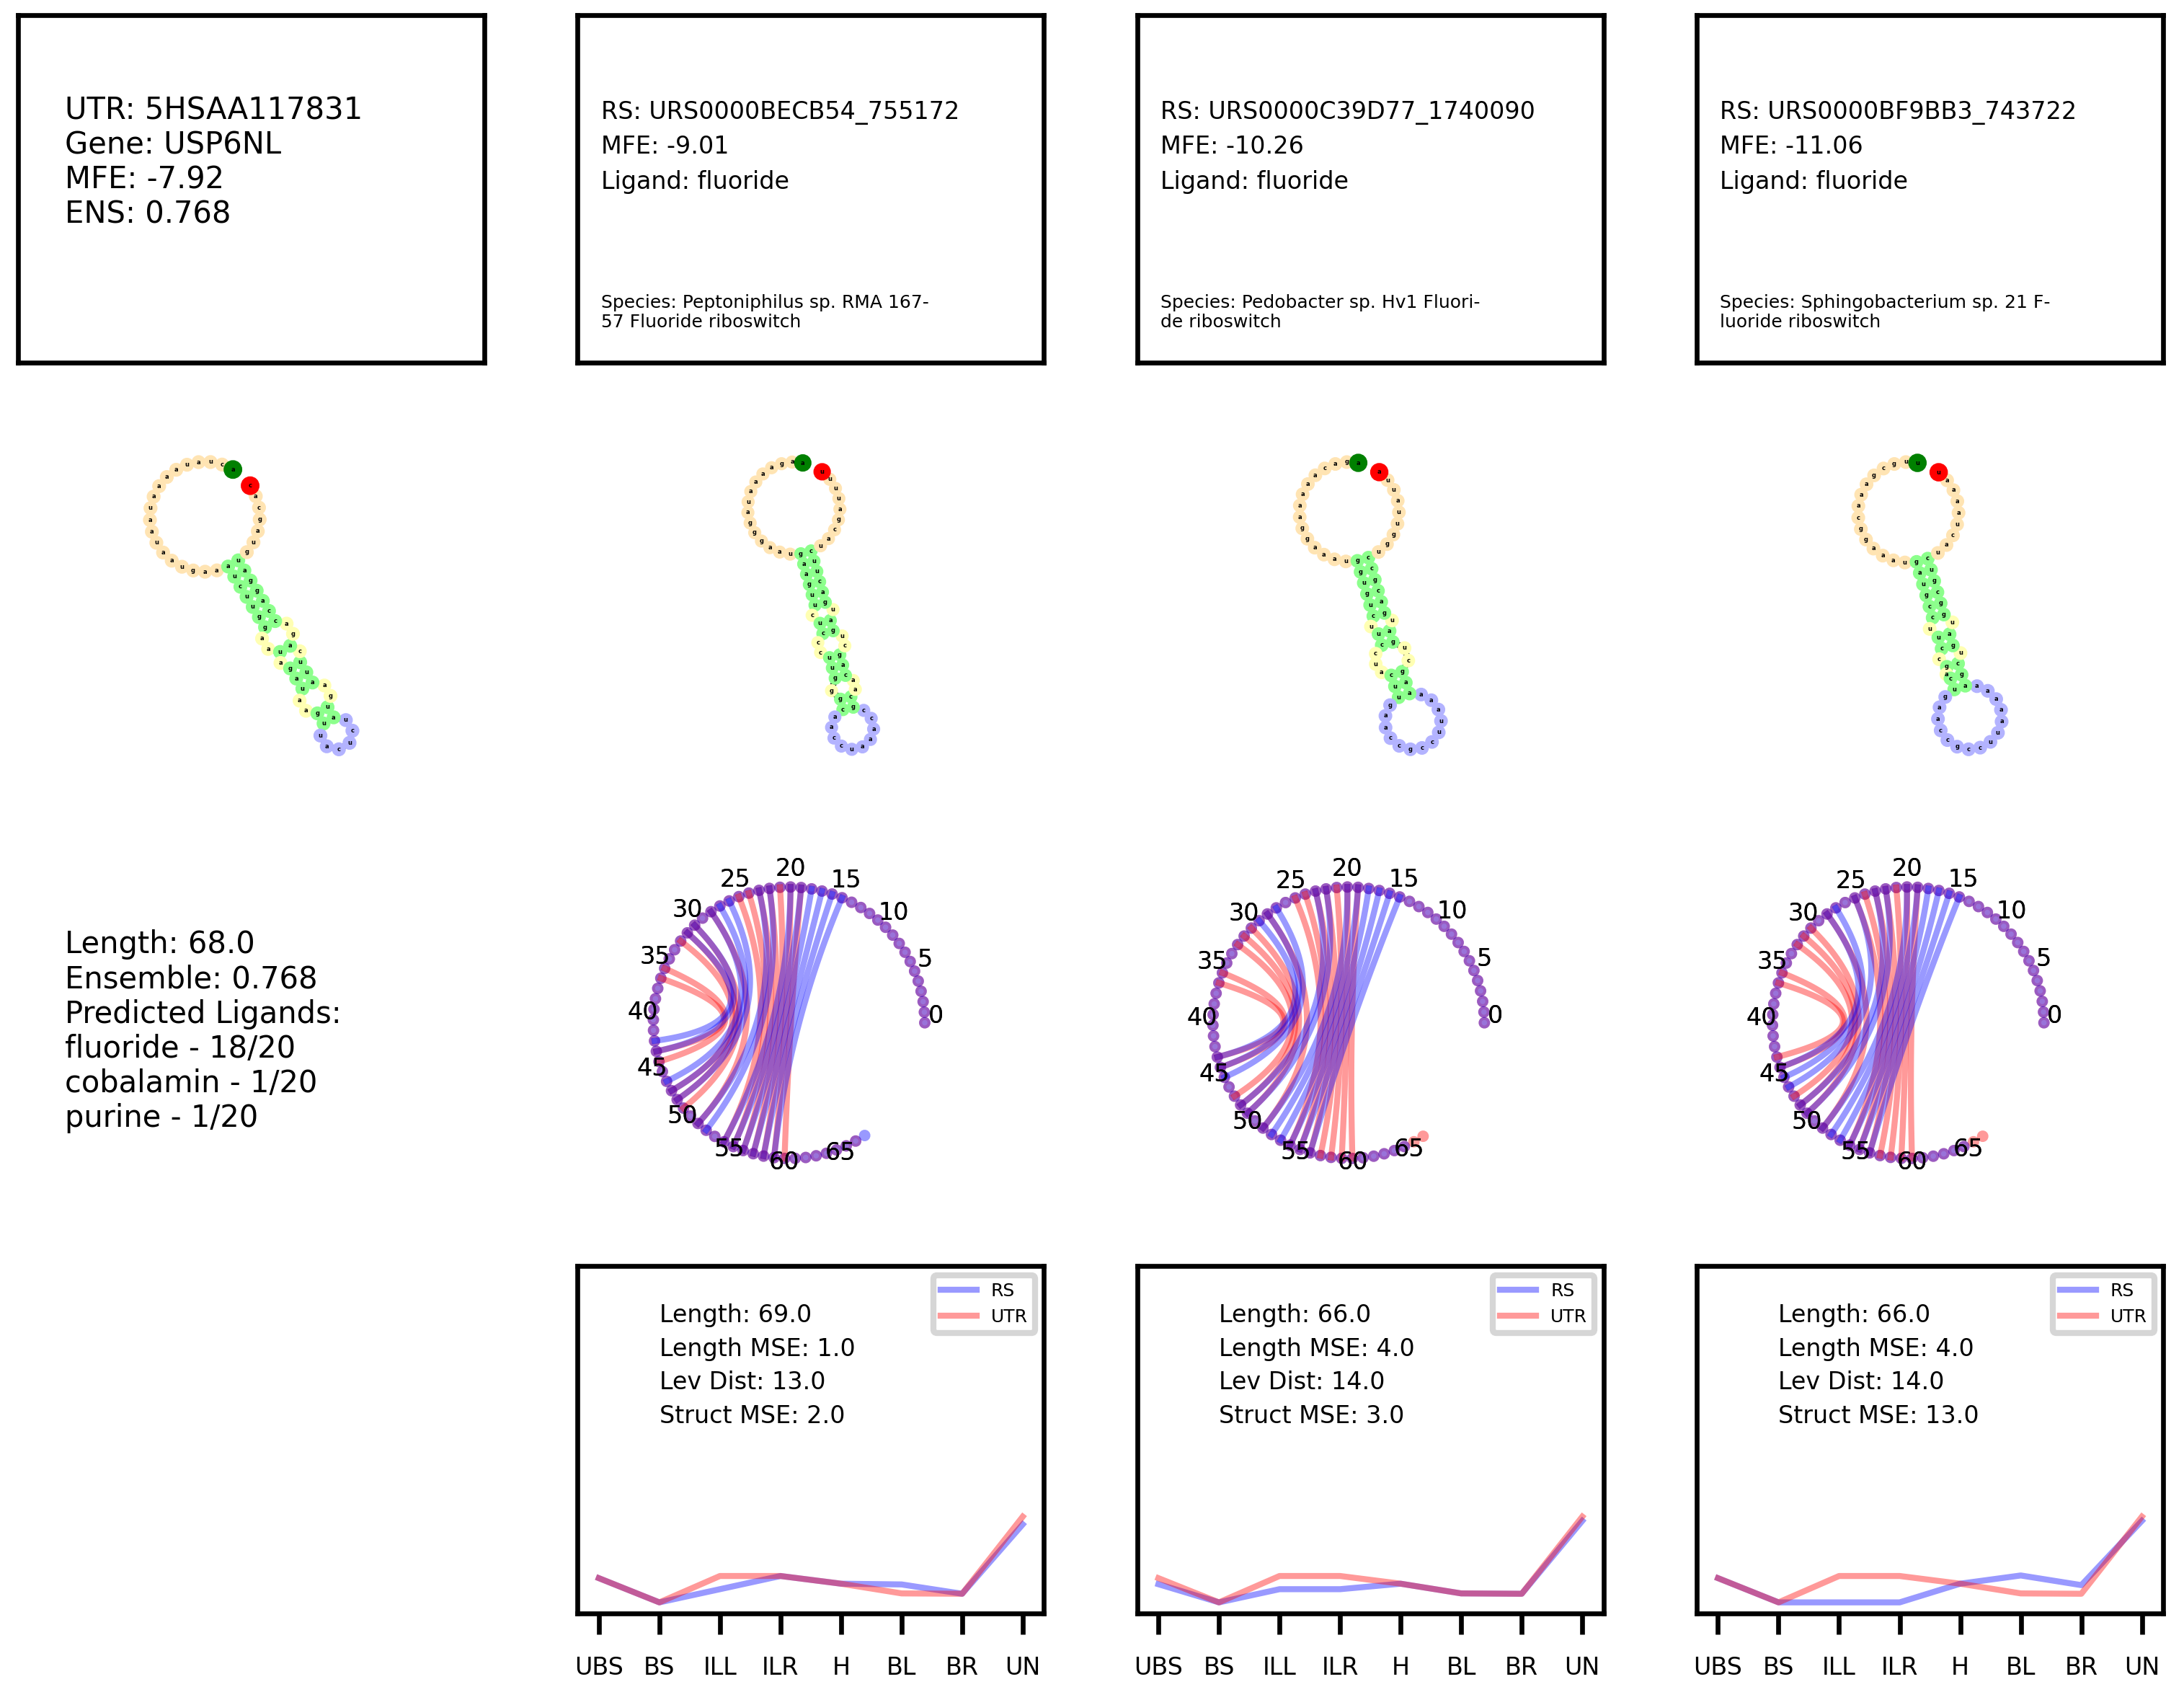 UTR: 5HSAA117831
Gene: USP6NL
MFE: -7.92
ENS: 0.768
RS: URS0000BECB54_755172
MFE: -9.01
Ligand: fluoride
Species: Peptoniphilus sp. RMA 167-
57 Fluoride riboswitch
RS: URS0000C39D77_1740090
MFE: -10.26
Ligand: fluoride
Species: Pedobacter sp. Hv1 Fluori-
de riboswitch
RS: URS0000BF9BB3_743722
MFE: -11.06
Ligand: fluoride
Species: Sphingobacterium sp. 21 F-
luoride riboswitch
Length: 68.0
Ensemble: 0.768
Predicted Ligands:
fluoride - 18/20
cobalamin - 1/20
purine - 1/20
0
5
10
15
20
25
30
35
40
45
50
55
60
65
0
5
10
15
20
25
30
35
40
45
50
55
60
65
0
5
10
15
20
25
30
35
40
45
50
55
60
65
RS
UTR
Length: 69.0
Length MSE: 1.0
Lev Dist: 13.0
Struct MSE: 2.0
UBS BS ILL ILR H BL BR UN
RS
UTR
Length: 66.0
Length MSE: 4.0
Lev Dist: 14.0
Struct MSE: 3.0
UBS BS ILL ILR H BL BR UN
RS
UTR
Length: 66.0
Length MSE: 4.0
Lev Dist: 14.0
Struct MSE: 13.0
UBS BS ILL ILR H BL BR UN